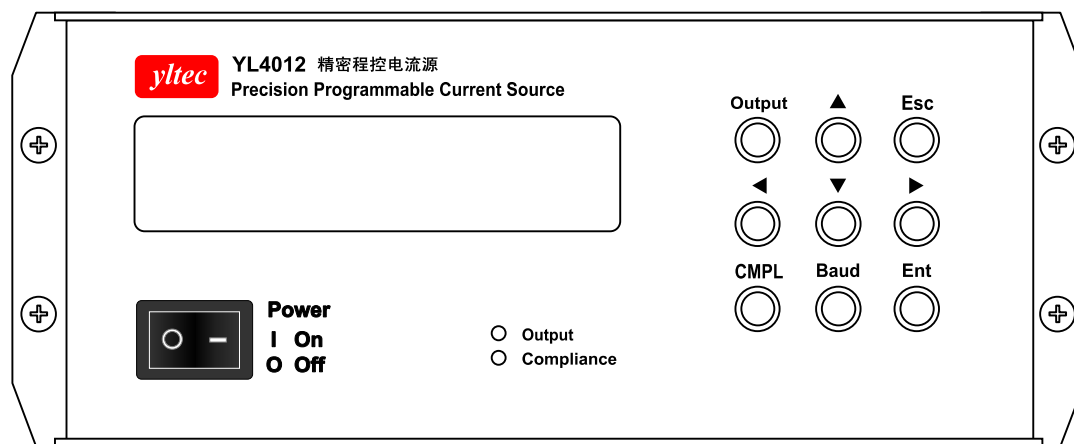 yltec
YL4012 精密程控电流源
Precision Programmable Current Source
Output ▲ Esc
◀ ▼ ▶
CMPL Baud Ent
Power
I On
O Off
Output
Compliance